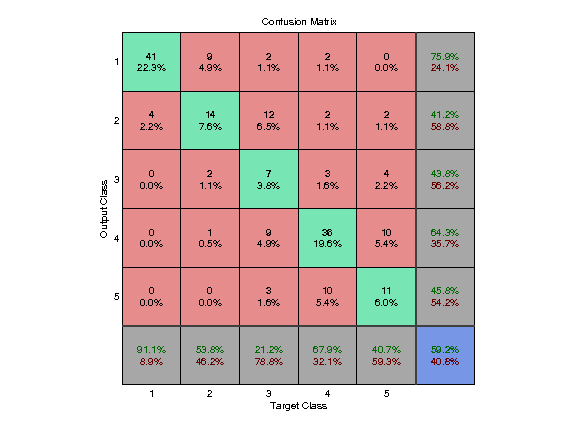 Confusion Matrix
41 9 2 2 0 75.9%
1
22.3% 4.9% 1.1% 1.1% 0.0% 24.1%
4 14 12 2 2 41.2%
2
2.2% 7.6% 6.5% 1.1% 1.1% 58.8%
0 2 7 3 4 43.8%
3
0.0% 1.1% 3.8% 1.6% 2.2% 56.2%
Output Class
0 1 9 36 10 64.3%
4
0.0% 0.5% 4.9% 19.6% 5.4% 35.7%
0 0 3 10 11 45.8%
5
0.0% 0.0% 1.6% 5.4% 6.0% 54.2%
91.1% 53.8% 21.2% 67.9% 40.7% 59.2%
8.9% 46.2% 78.8% 32.1% 59.3% 40.8%
1 2 3 4 5
Target Class